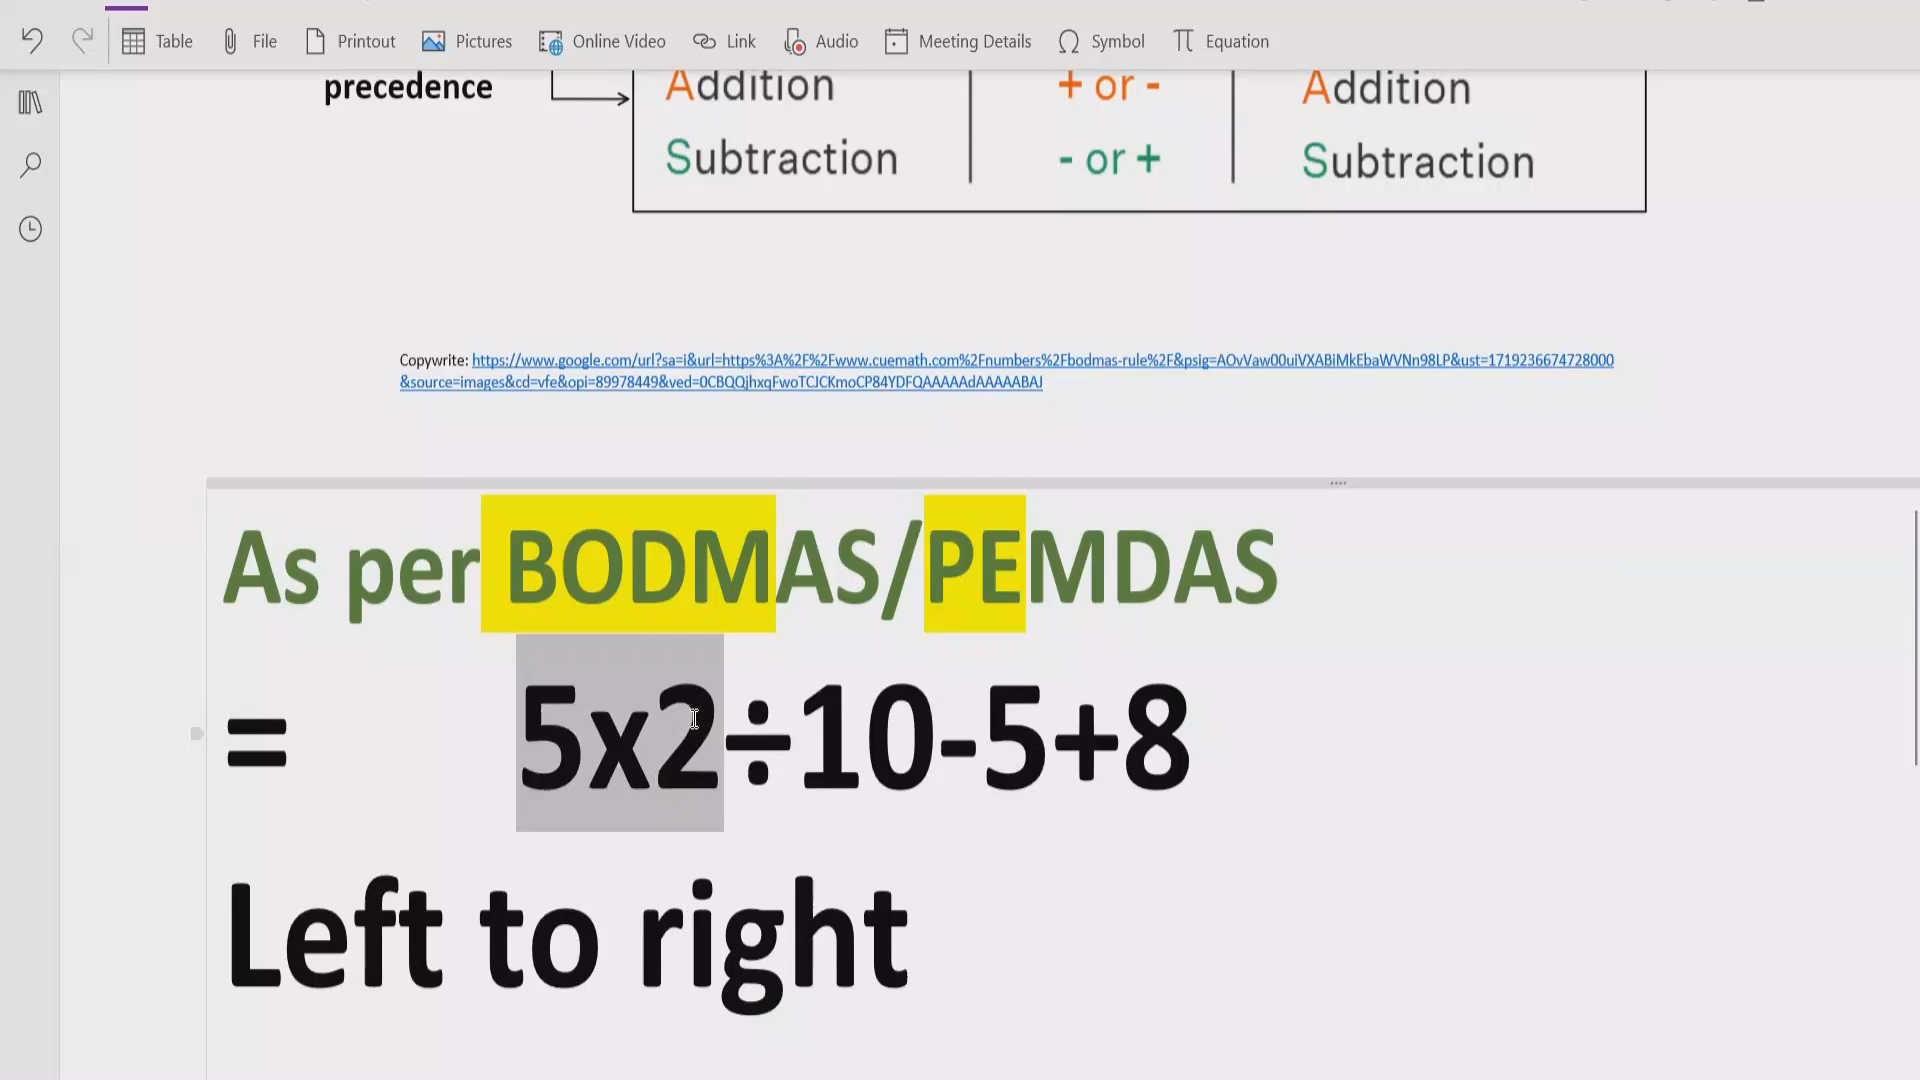 Table File Printout Pictures Online Video Link Audio Meeting Details Symbol Equation
precedence
Addition + or - Addition
Subtraction - or + Subtraction
Copywrite: https://www.google.com/url?sa=i&url=https%3A%2F%2Fwww.cuemath.com%2Fnumbers%2Fbodmas-rule%2F&psig=AOvVaw00uiVXABiMkEbaWVNn98LP&ust=1719236674728000
&source=images&cd=vfe&opi=89978449&ved=0CBQQjhxqFwoTCJCKmoCP84YDFQAAAAAdAAAAABAJ
As per BODMAS/PEMDAS
= 5x2÷10-5+8
Left to right